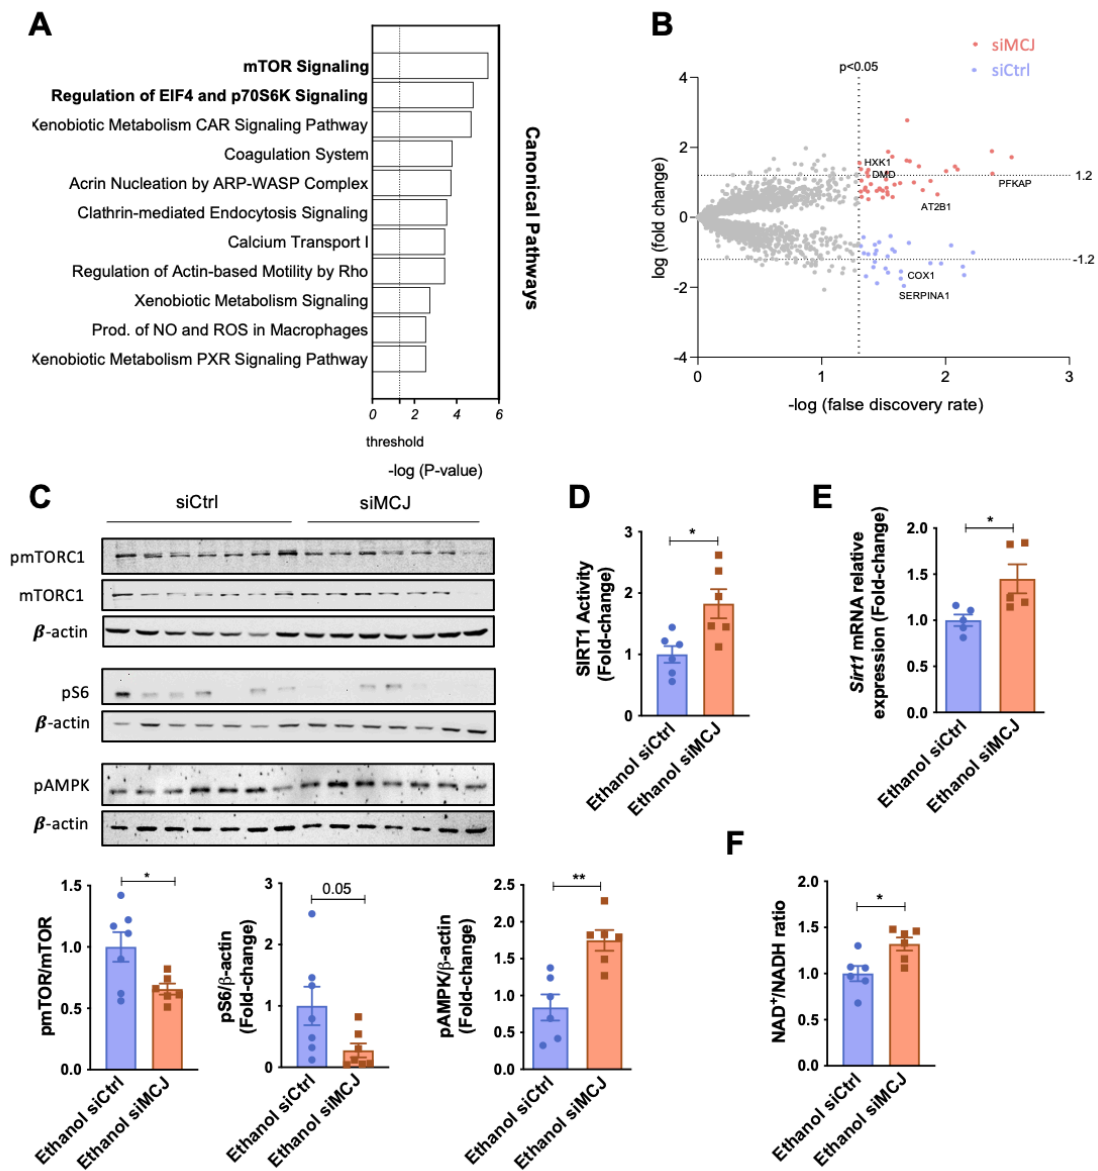 A
mTOR Signaling
Regulation of EIF4 and p70S6K Signaling
Xenobiotic Metabolism CAR Signaling Pathway
Coagulation System
Acrin Nucleation by ARP-WASP Complex
Clathrin-mediated Endocytosis Signaling
Calcium Transport I
Regulation of Actin-based Motility by Rho
Xenobiotic Metabolism Signaling
Prod. of NO and ROS in Macrophages
Xenobiotic Metabolism PXR Signaling Pathway
0 2 4 6
threshold
-log (P-value)
Canonical Pathways
B
siMCJ
siCtrl
p<0.05
4
2
0
-2
-4
log (fold change)
HXK1
DMD
PFKAP
AT2B1
COX1
SERPINA1
1.2
-1.2
0 1 2 3
-log (false discovery rate)
C
siCtrl siMCJ
pmTORC1
mTORC1
β-actin
pS6
β-actin
pAMPK
β-actin
pmTOR/mTOR
1.5
1.0
0.5
0.0
*
Ethanol siCtrl
Ethanol siMCJ
pS6/β-actin
(Fold-change)
3
2
1
0
0.05
Ethanol siCtrl
Ethanol siMCJ
pAMPK/β-actin
(Fold-change)
2.5
2.0
1.5
1.0
0.5
0.0
**
Ethanol siCtrl
Ethanol siMCJ
D
SIRT1 Activity
(Fold-change)
3
2
1
0
*
Ethanol siCtrl
Ethanol siMCJ
E
Sirt1 mRNA relative
expression (Fold-change)
2.0
1.5
1.0
0.5
0.0
*
Ethanol siCtrl
Ethanol siMCJ
F
NAD+/NADH ratio
2.0
1.5
1.0
0.5
0.0
*
Ethanol siCtrl
Ethanol siMCJ